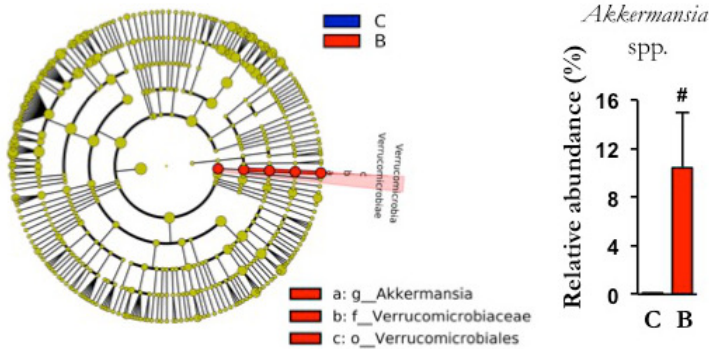 C
B
a
b
c
Verrucomicrobiae
Verrucomicrobia
a: g__Akkermansia
b: f__Verrucomicrobiaceae
c: o__Verrucomicrobiales
Akkermansia
spp.
Relative abundance (%)
16
12
8
4
0
#
C B